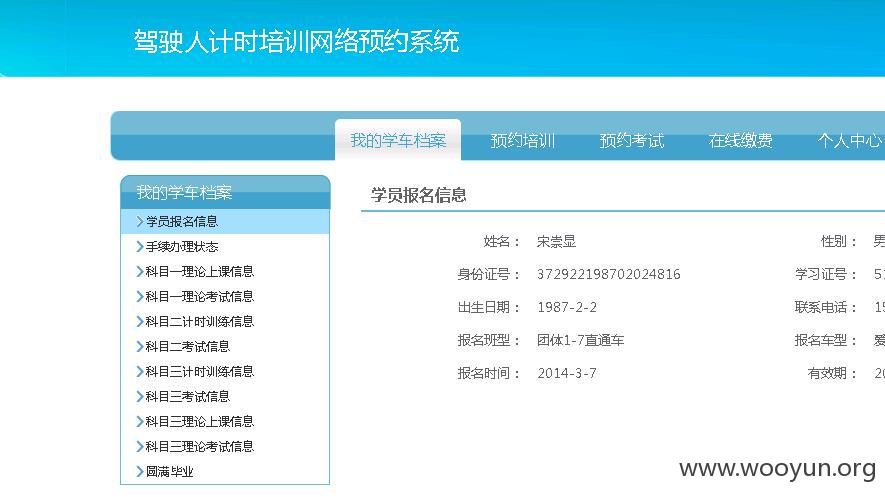 驾驶人计时培训网络预约系统
我的学车档案 预约培训 预约考试 在线缴费 个人中心
我的学车档案
学员报名信息
手续办理状态
科目一理论上课信息
科目一理论考试信息
科目二计时训练信息
科目二考试信息
科目三计时训练信息
科目三考试信息
科目三理论上课信息
科目三理论考试信息
圆满毕业
学员报名信息
姓名： 宋崇显 性别： 男
身份证号： 372922198702024816 学习证号： 51
出生日期： 1987-2-2 联系电话： 15
报名班型： 团体1-7直通车 报名车型： 爱
报名时间： 2014-3-7 有效期： 20
www.wooyun.org